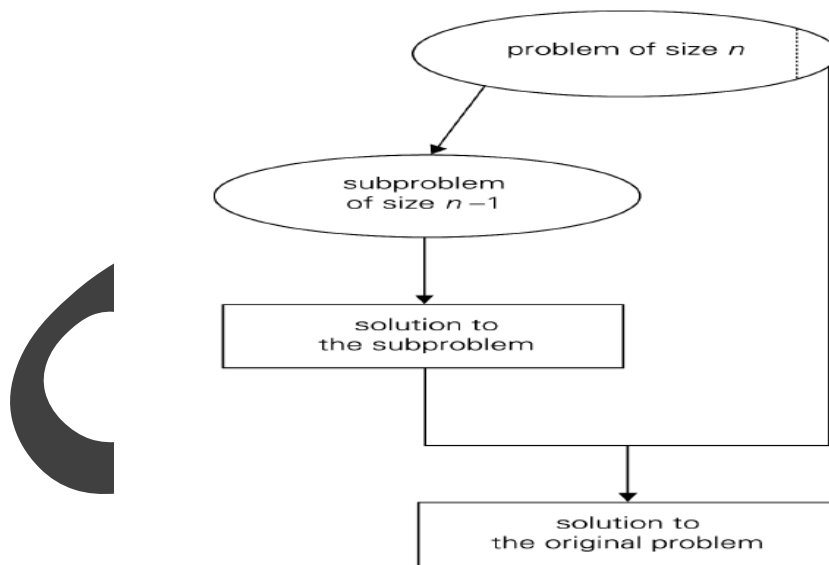 problem of size n
subproblem
of size n–1
solution to
the subproblem
solution to
the original problem